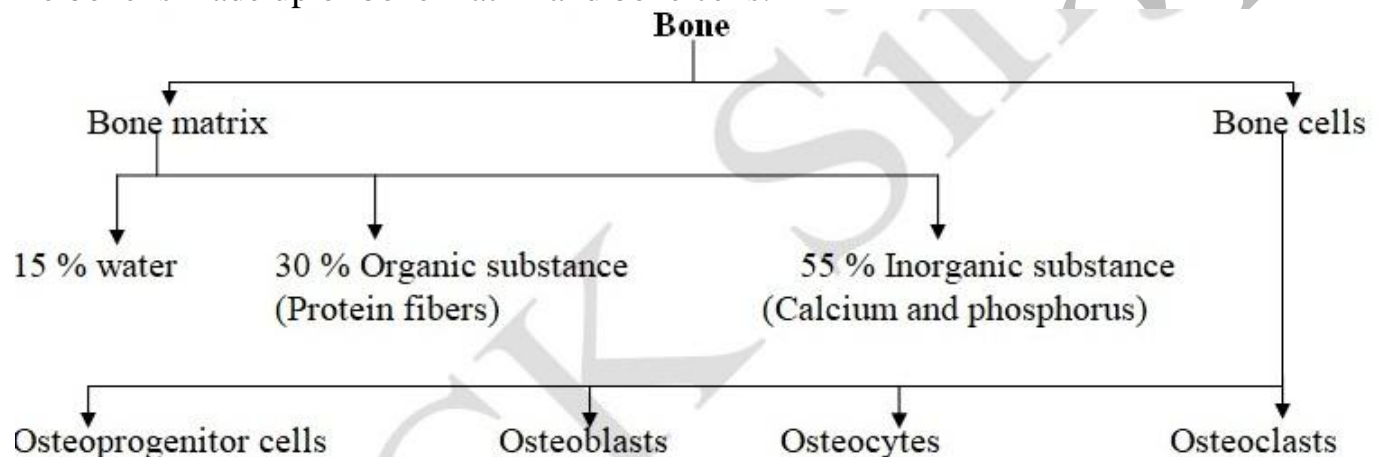 Bone
Bone matrix Bone cells
15 % water 30 % Organic substance 55 % Inorganic substance
(Protein fibers) (Calcium and phosphorus)
Osteoprogenitor cells Osteoblasts Osteocytes Osteoclasts